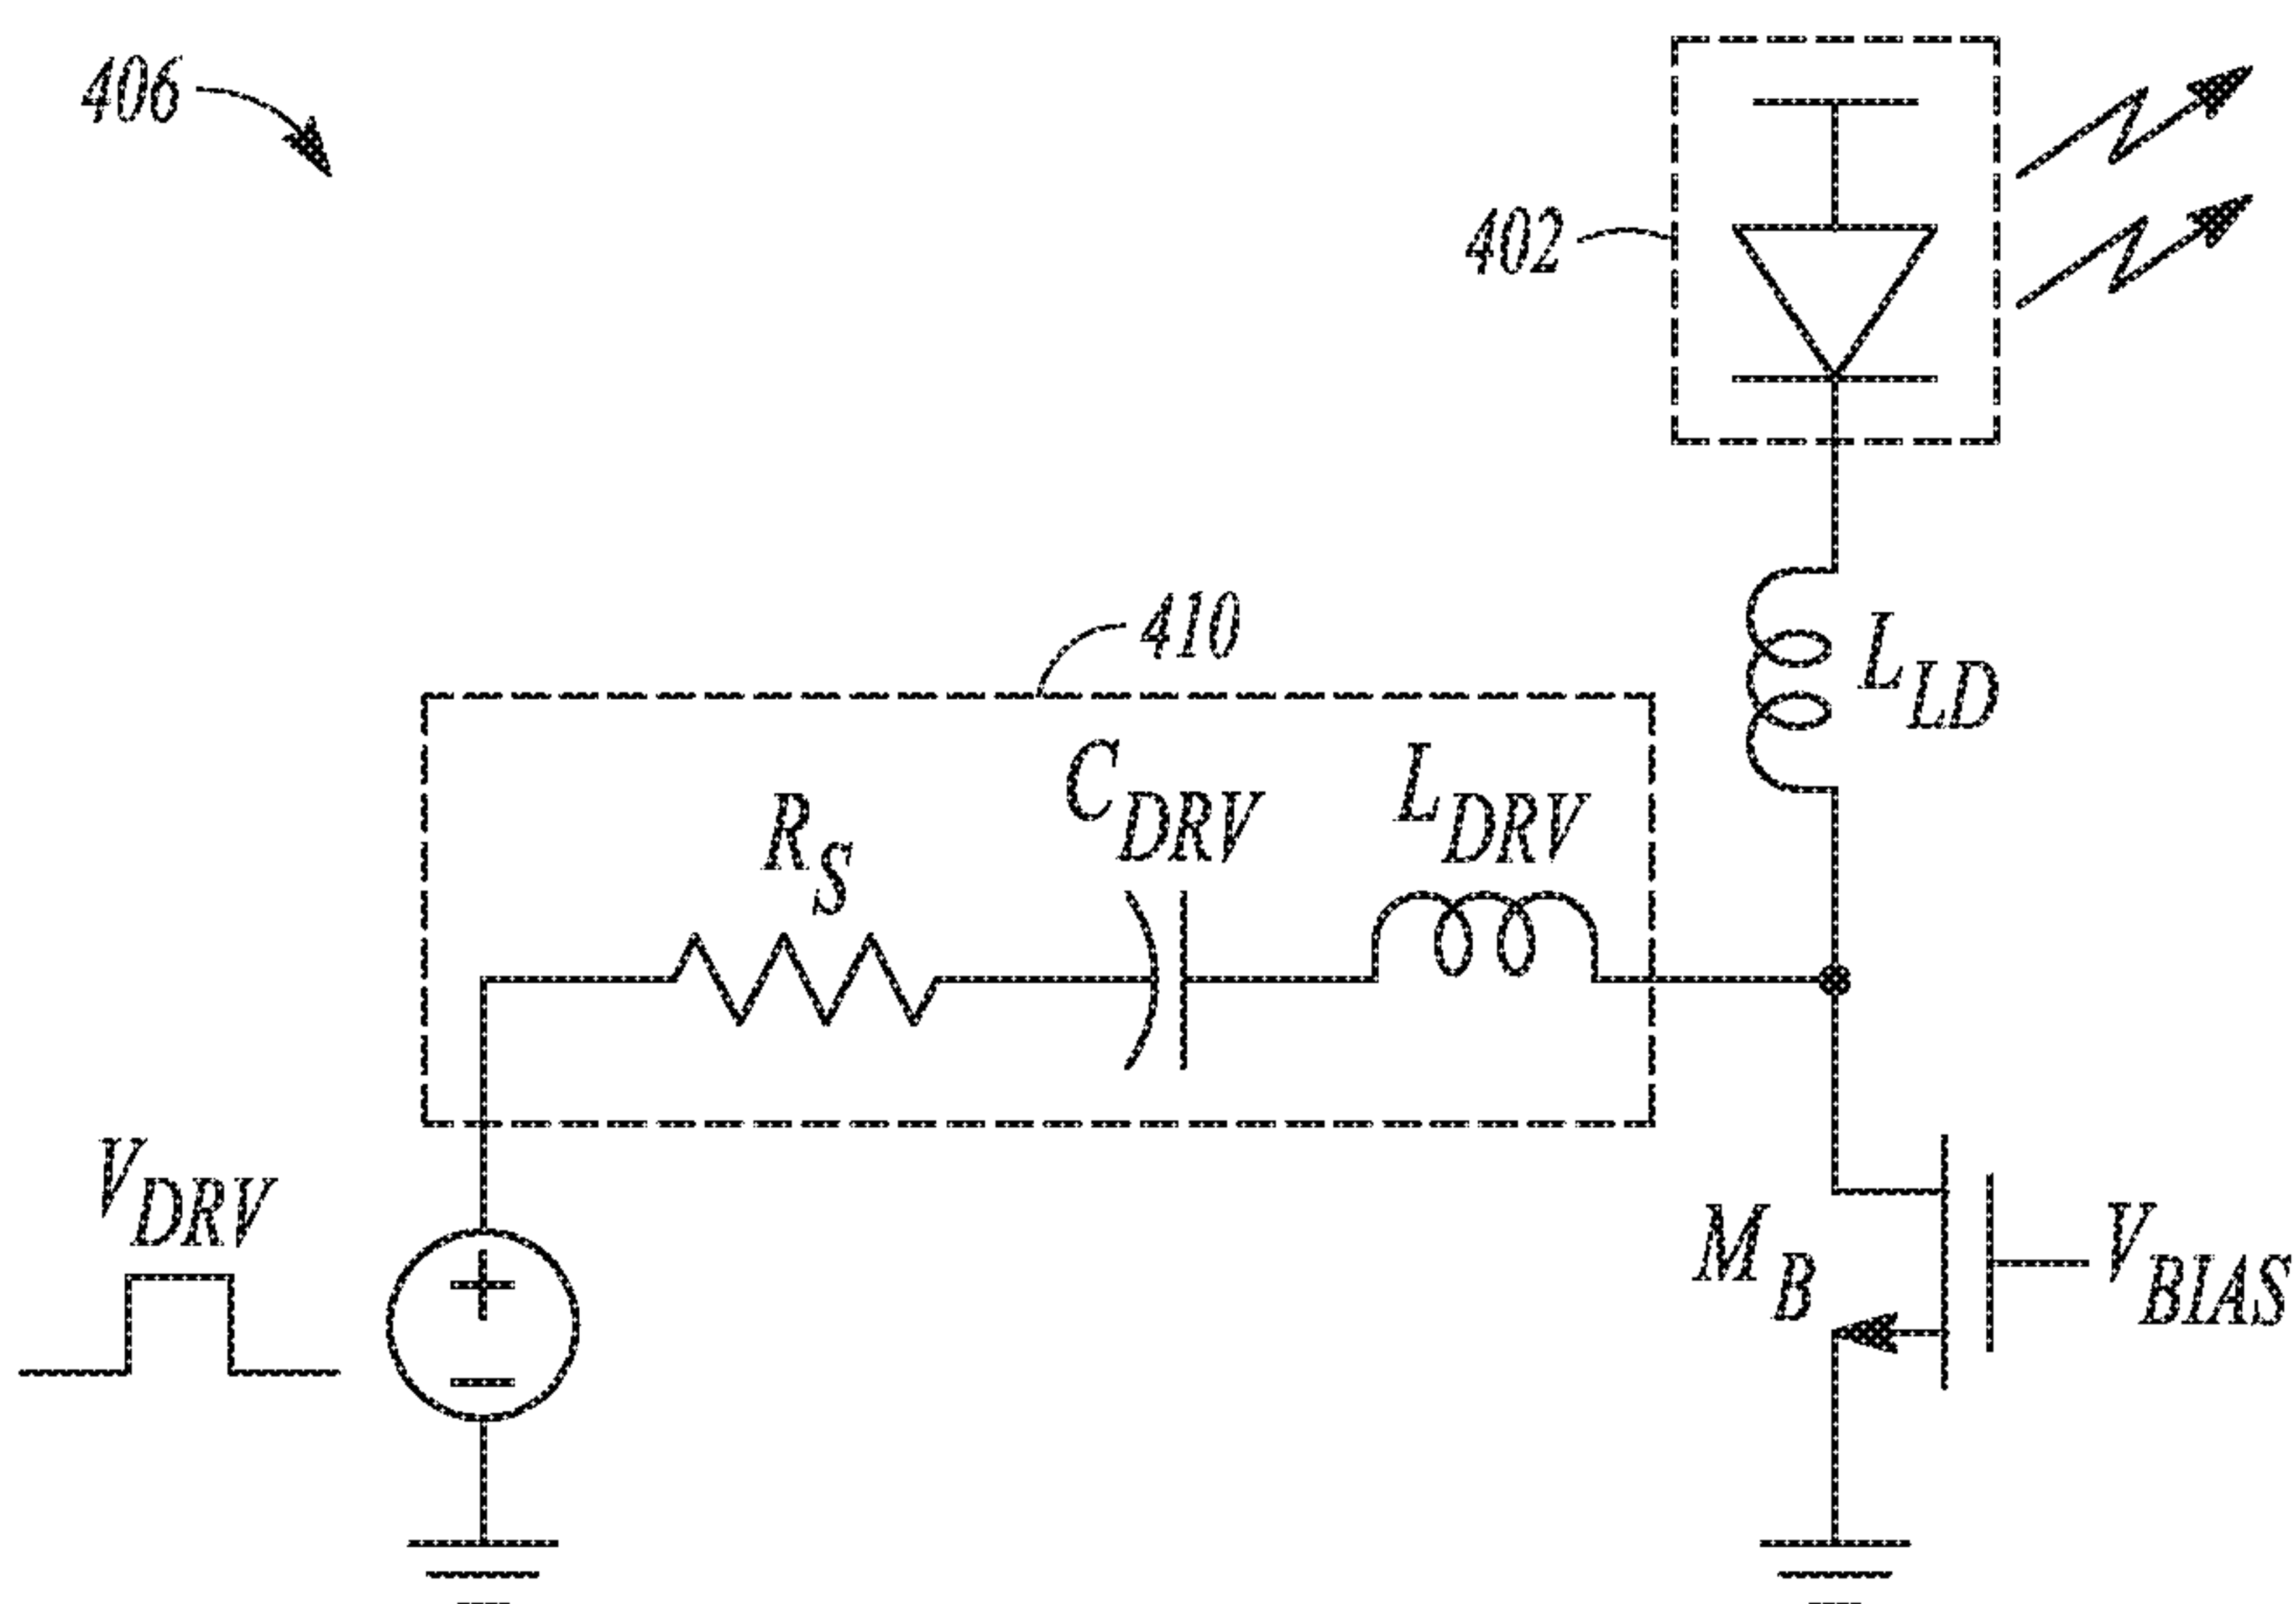 406
402
410
L_LD
R_S
C_DRV
L_DRV
V_DRV
+
−
M_B
V_BIAS